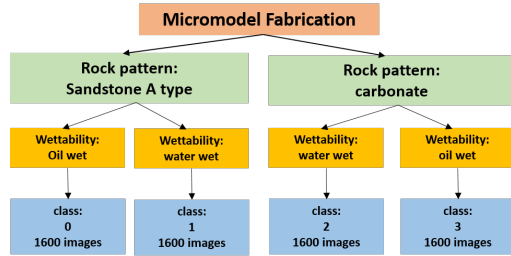 Micromodel Fabrication
Rock pattern:
Sandstone A type
Rock pattern:
carbonate
Wettability:
Oil wet
Wettability:
water wet
Wettability:
water wet
Wettability:
oil wet
class:
0
1600 images
class:
1
1600 images
class:
2
1600 images
class:
3
1600 images